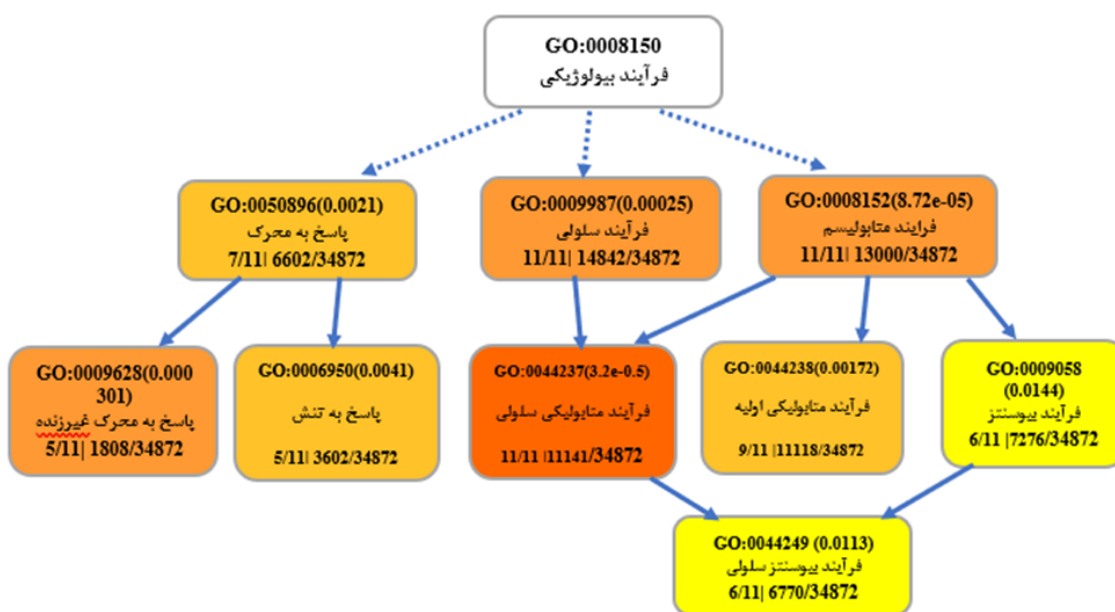 GO:0008150
فرآیند بیولوژیکی
GO:0050896(0.0021)
پاسخ به محرک
7/11| 6602/34872
GO:0009987(0.00025)
فرآیند سلولی
11/11| 14842/34872
GO:0008152(8.72e-05)
فرایند متابولیسم
11/11| 13000/34872
GO:0009628(0.000
301)
پاسخ به محرک غیرزنده
5/11| 1808/34872
GO:0006950(0.0041)
پاسخ به تنش
5/11| 3602/34872
GO:0044237(3.2e-0.5)
فرآیند متابولیکی سلولی
11/11 |11141/34872
GO:0044238(0.00172)
فرآیند متابولیکی اولیه
9/11 |11118/34872
GO:0009058
(0.0144)
فرآیند بیوسنتز
6/11 |7276/34872
GO:0044249 (0.0113)
فرآیند بیوسنتز سلولی
6/11| 6770/34872